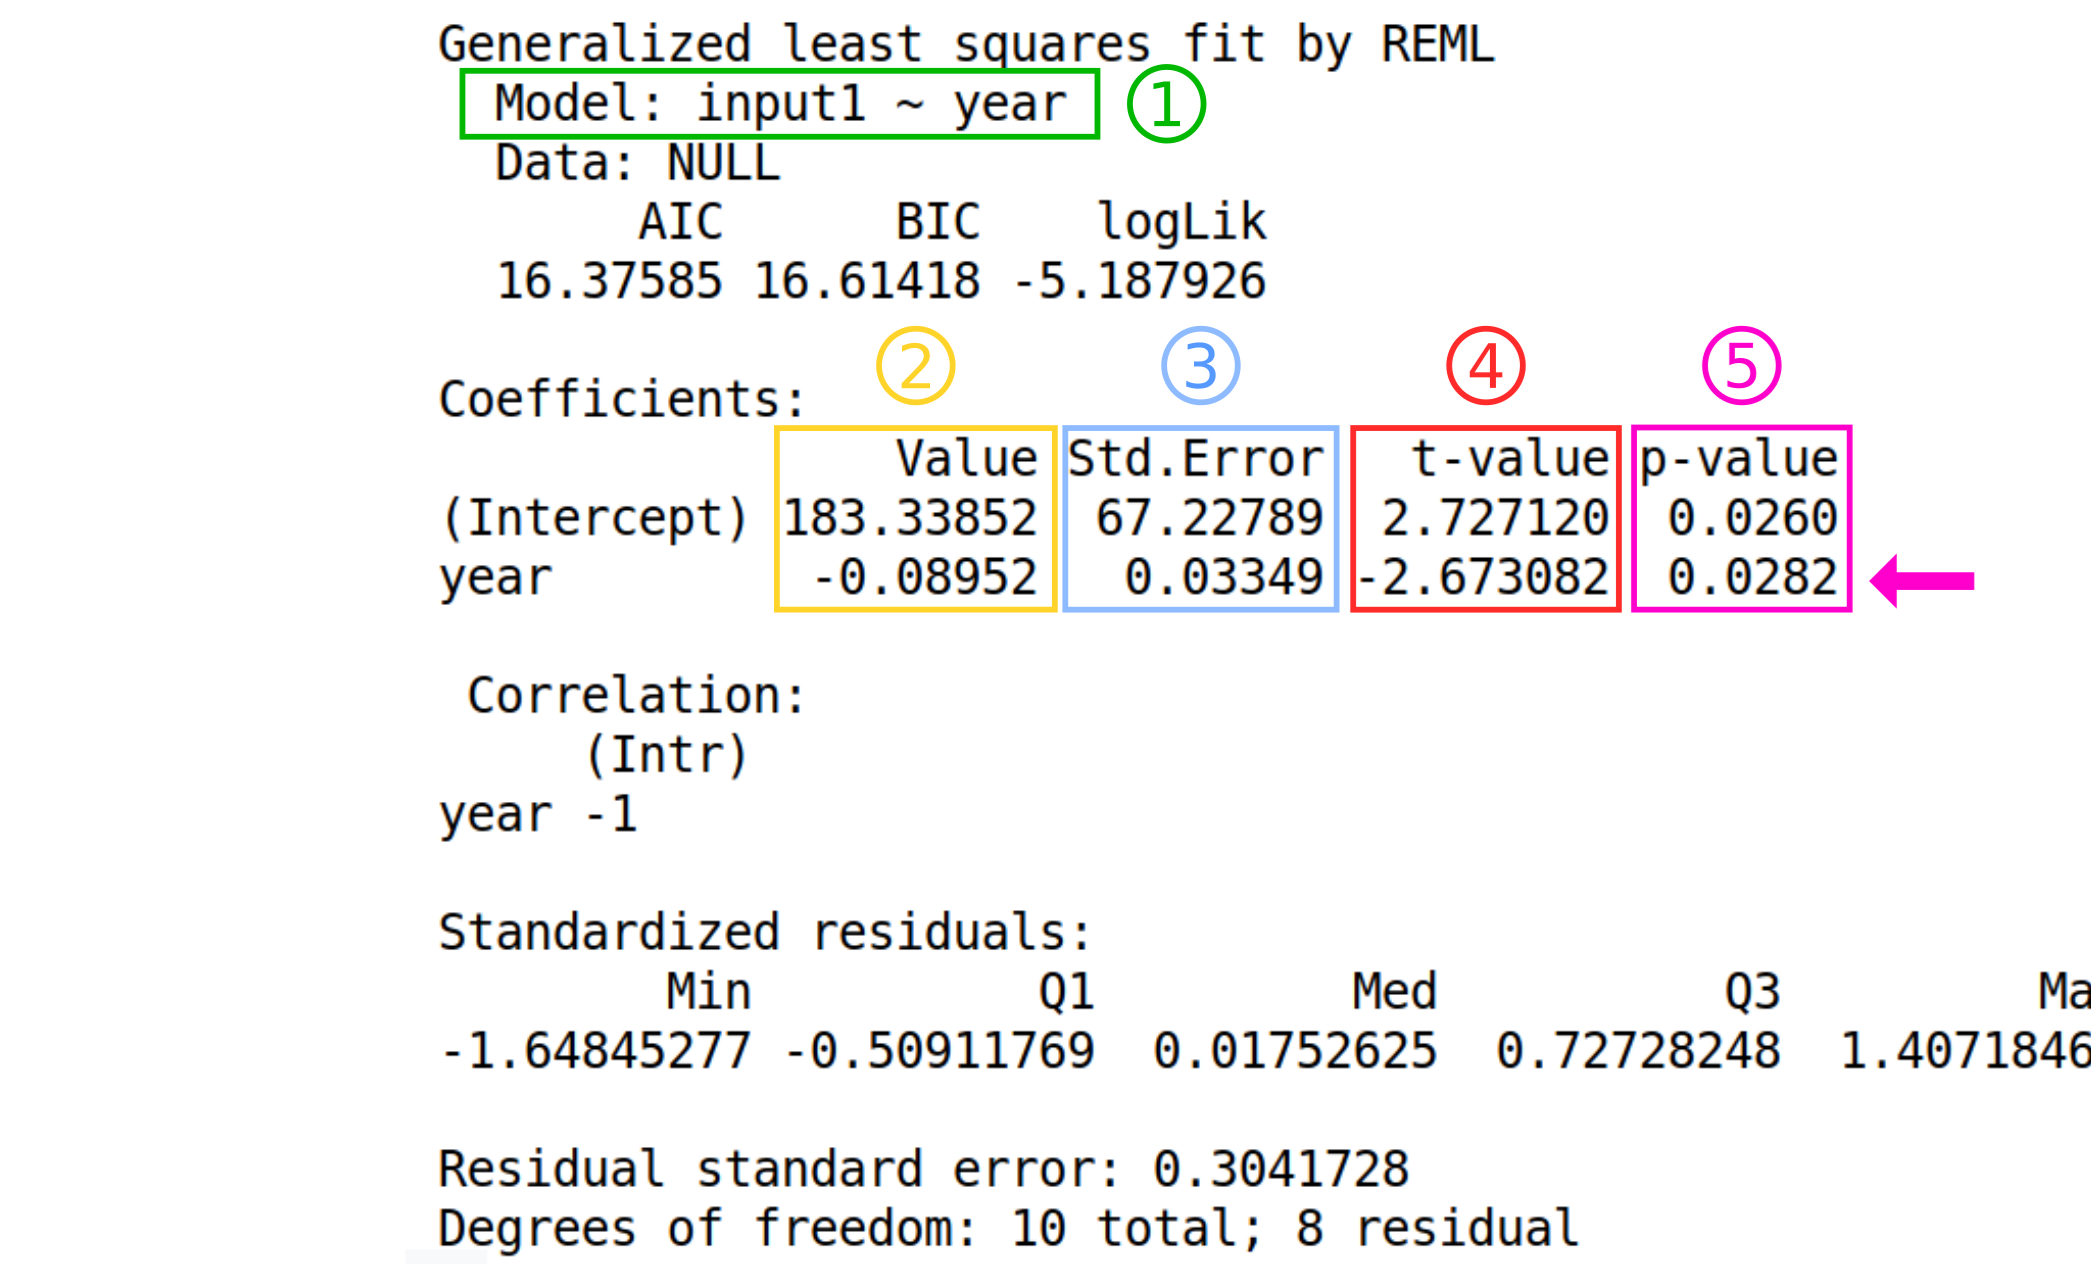 Generalized least squares fit by REML
Model: input1 ~ year ①
Data: NULL
AIC BIC logLik
16.37585 16.61418 -5.187926
② ③ ④ ⑤
Coefficients:
Value Std.Error t-value p-value
(Intercept) 183.33852 67.22789 2.727120 0.0260
year -0.08952 0.03349 -2.673082 0.0282
Correlation:
(Intr)
year -1
Standardized residuals:
Min Q1 Med Q3 Ma
-1.64845277 -0.50911769 0.01752625 0.72728248 1.4071846
Residual standard error: 0.3041728
Degrees of freedom: 10 total; 8 residual